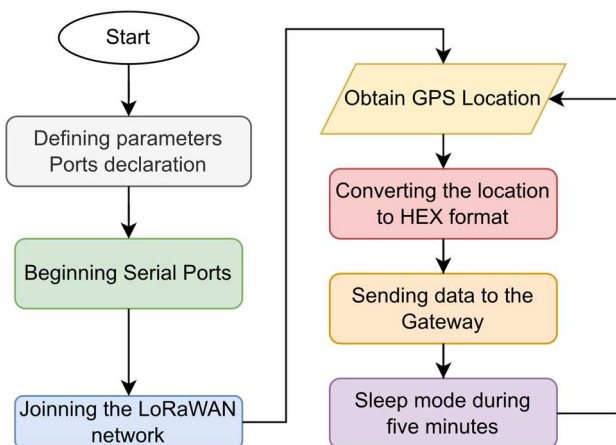 Start
Defining parameters
Ports declaration
Beginning Serial Ports
Joinning the LoRaWAN
network
Obtain GPS Location
Converting the location
to HEX format
Sending data to the
Gateway
Sleep mode during
five minutes